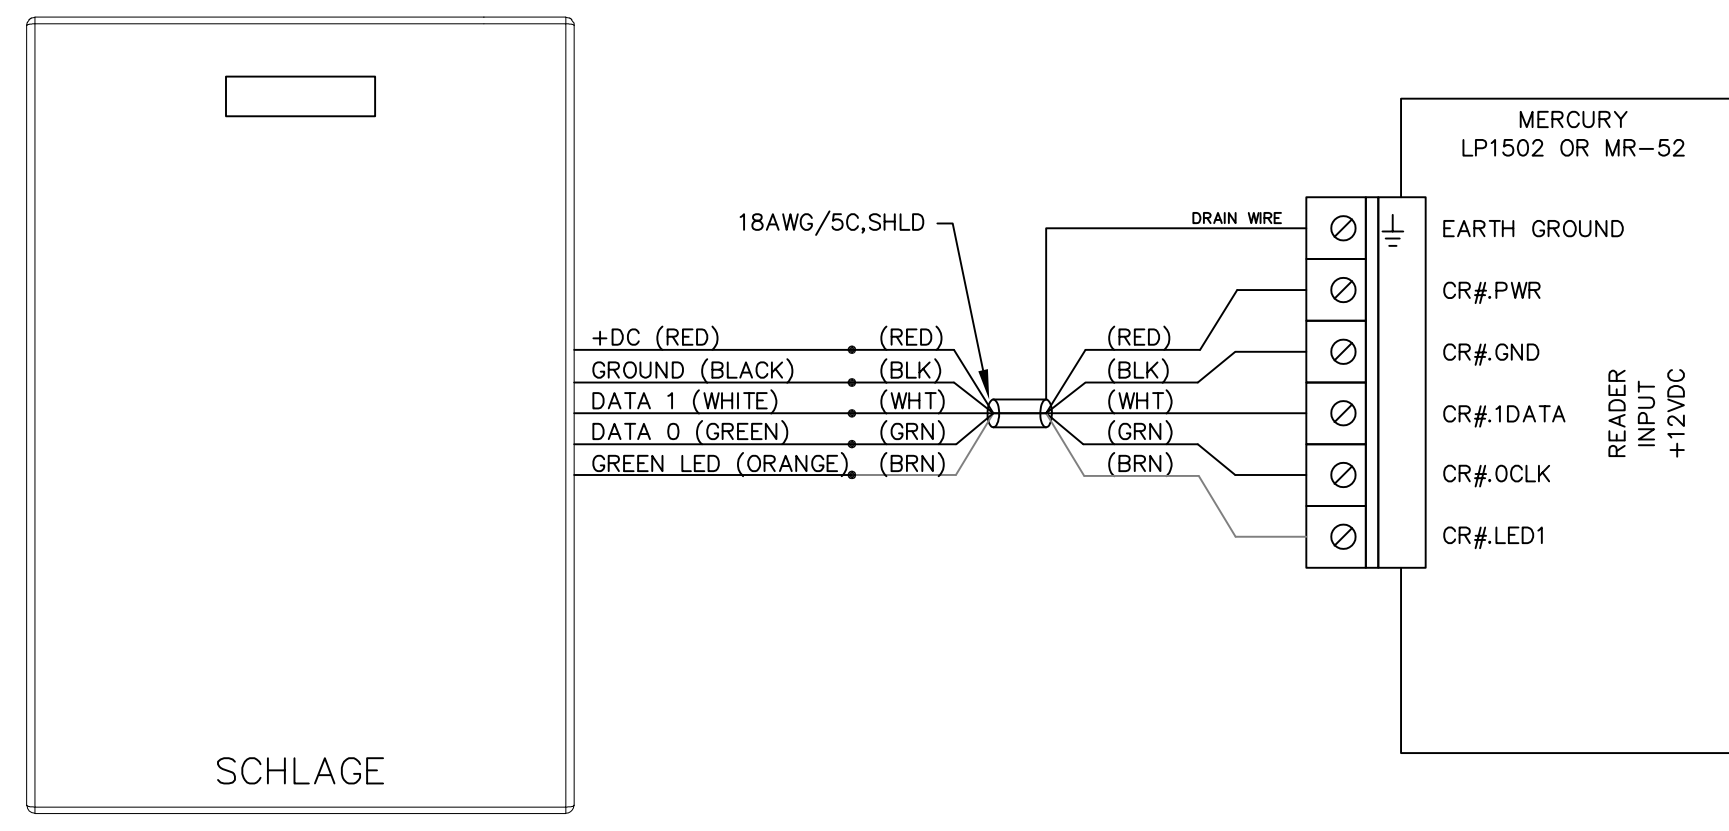 MERCURY
LP1502 OR MR-52
18AWG/5C,SHLD
DRAIN WIRE
EARTH GROUND
CR#.PWR
+DC (RED)
(RED)
(RED)
CR#.GND
GROUND (BLACK)
(BLK)
(BLK)
DATA 1 (WHITE)
(WHT)
(WHT)
CR#.1DATA
DATA 0 (GREEN)
(GRN)
(GRN)
GREEN LED (ORANGE)
(BRN)
(BRN)
CR#.0CLK
CR#.LED1
READER
INPUT
+12VDC
SCHLAGE